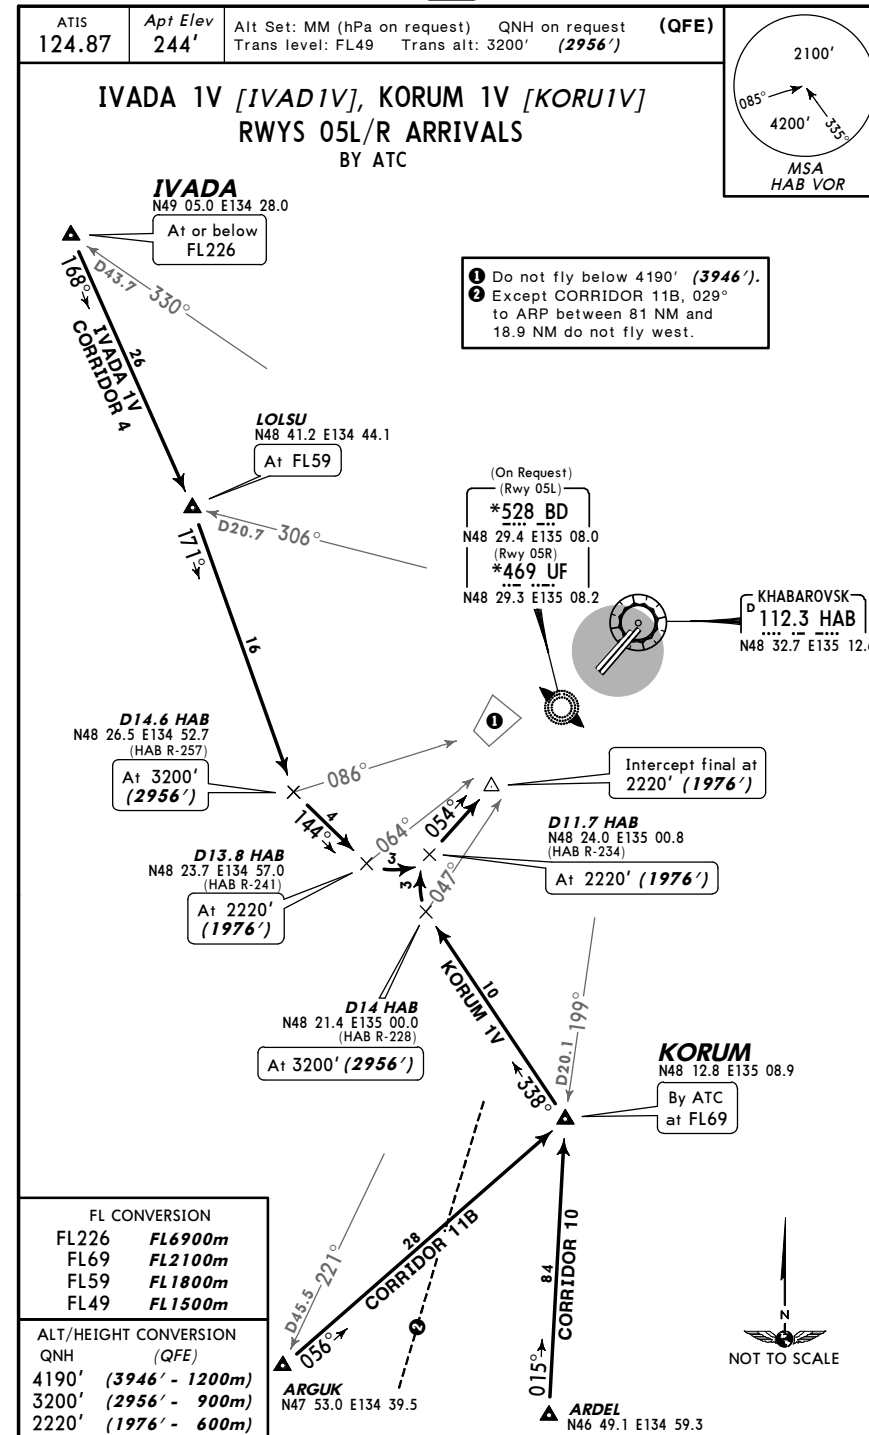 ATIS
124.87
Apt Elev
244'
Alt Set: MM (hPa on request) QNH on request (QFE)
Trans level: FL49 Trans alt: 3200' (2956')
2100'
085°
4200'
335°
MSA
HAB VOR
IVADA 1V [IVAD1V], KORUM 1V [KORU1V]
RWYS 05L/R ARRIVALS
BY ATC
IVADA
N49 05.0 E134 28.0
At or below
FL226
168°
D43.7 330°
26
IVADA 1V
CORRIDOR 4
1 Do not fly below 4190' (3946').
2 Except CORRIDOR 11B, 029°
to ARP between 81 NM and
18.9 NM do not fly west.
LOLSU
N48 41.2 E134 44.1
At FL59
171°
D20.7 306°
16
(On Request)
(Rwy 05L)
*528 BD
N48 29.4 E135 08.0
(Rwy 05R)
*469 UF
N48 29.3 E135 08.2
KHABAROVSK
D 112.3 HAB
N48 32.7 E135 12.6
D14.6 HAB
N48 26.5 E134 52.7
(HAB R-257)
At 3200'
(2956')
086°
1
144°
4
064°
054°
Intercept final at
2220' (1976')
D13.8 HAB
N48 23.7 E134 57.0
(HAB R-241)
At 2220'
(1976')
3
3
047°
D11.7 HAB
N48 24.0 E135 00.8
(HAB R-234)
At 2220' (1976')
D14 HAB
N48 21.4 E135 00.0
(HAB R-228)
At 3200' (2956')
10
KORUM 1V
338°
D20.1 199°
KORUM
N48 12.8 E135 08.9
By ATC
at FL69
28
CORRIDOR 11B
D45.5 221°
056°
2
84
CORRIDOR 10
015°
ARGUK
N47 53.0 E134 39.5
ARDEL
N46 49.1 E134 59.3
N
NOT TO SCALE
FL CONVERSION
FL226 FL6900m
FL69 FL2100m
FL59 FL1800m
FL49 FL1500m
ALT/HEIGHT CONVERSION
QNH (QFE)
4190' (3946' - 1200m)
3200' (2956' - 900m)
2220' (1976' - 600m)